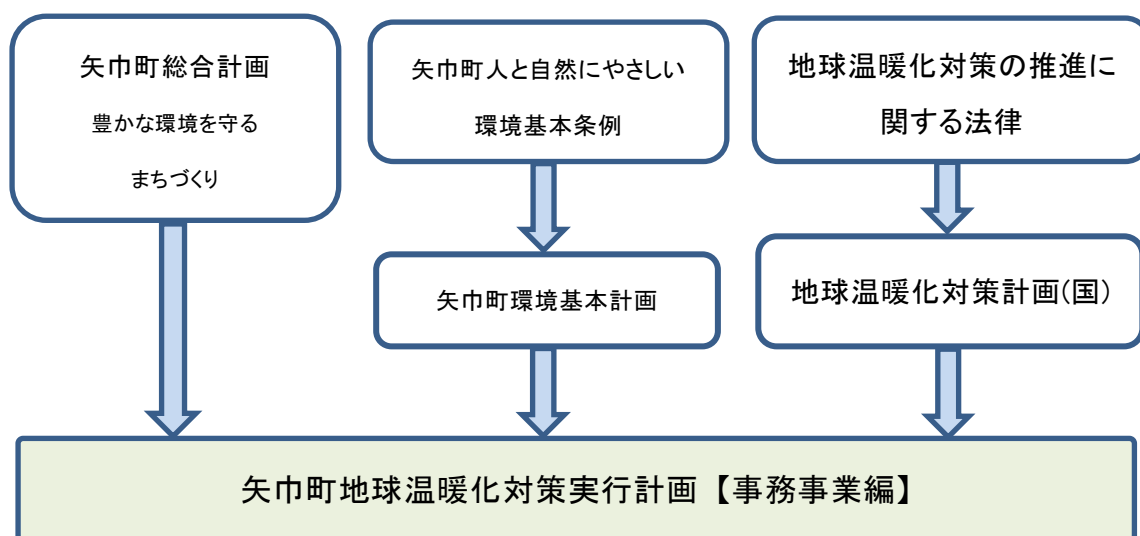 矢巾町総合計画
豊かな環境を守る
まちづくり
矢巾町人と自然にやさしい
環境基本条例
地球温暖化対策の推進に
関する法律
矢巾町環境基本計画
地球温暖化対策計画(国)
矢巾町地球温暖化対策実行計画【事務事業編】